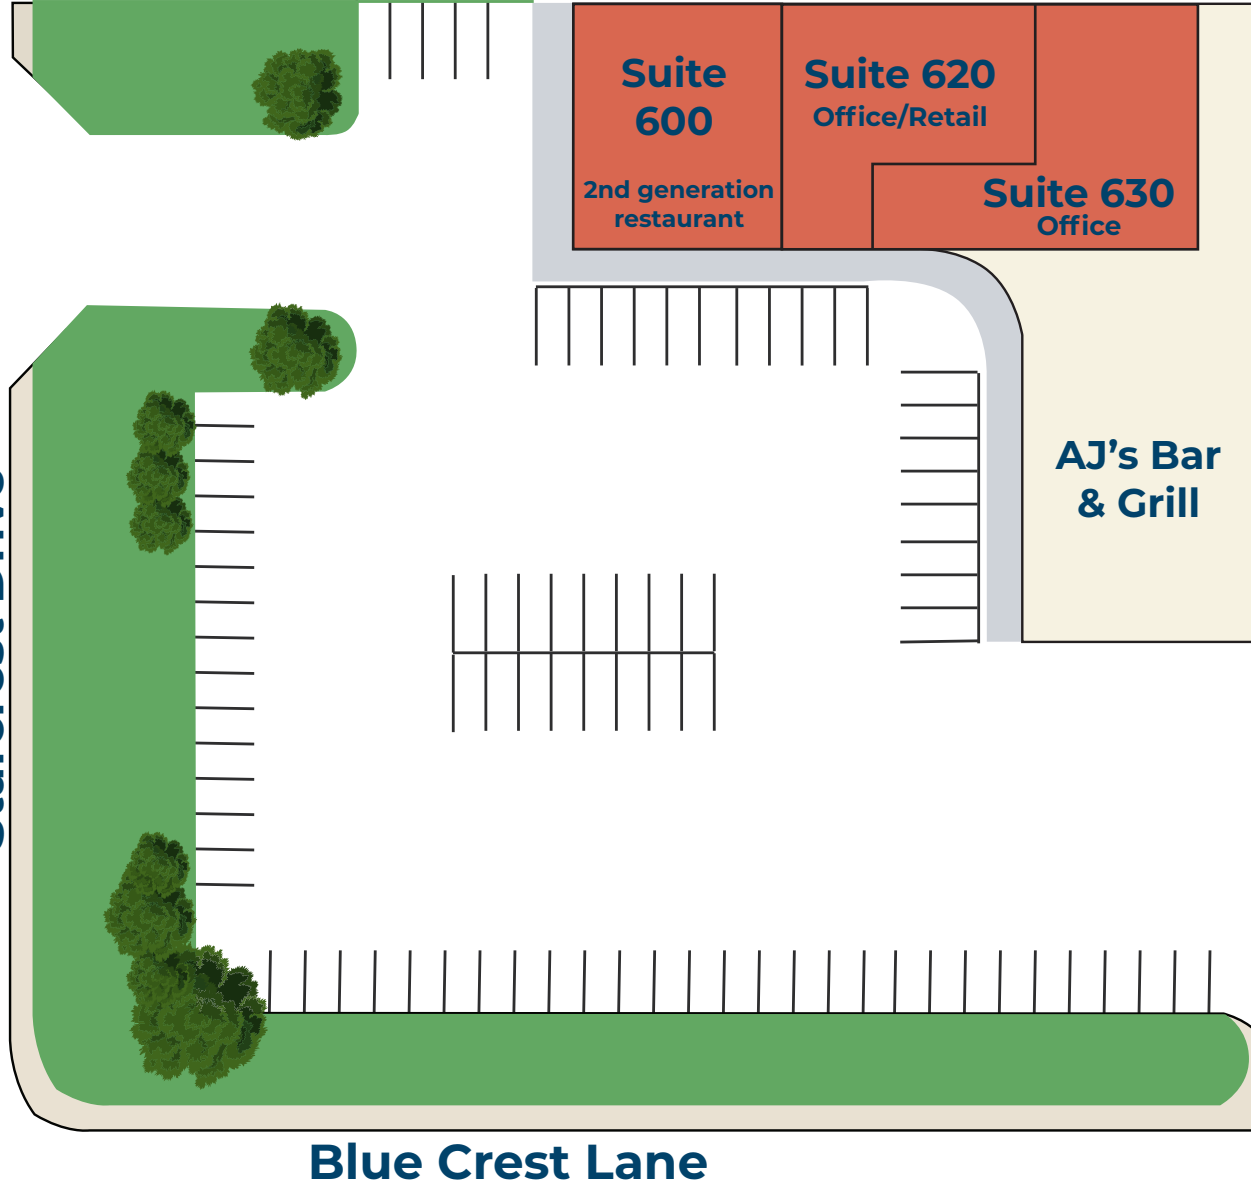 Suite
600
2nd generation
restaurant
Suite 620
Office/Retail
Suite 630
Office
AJ’s Bar
& Grill
Blue Crest Lane